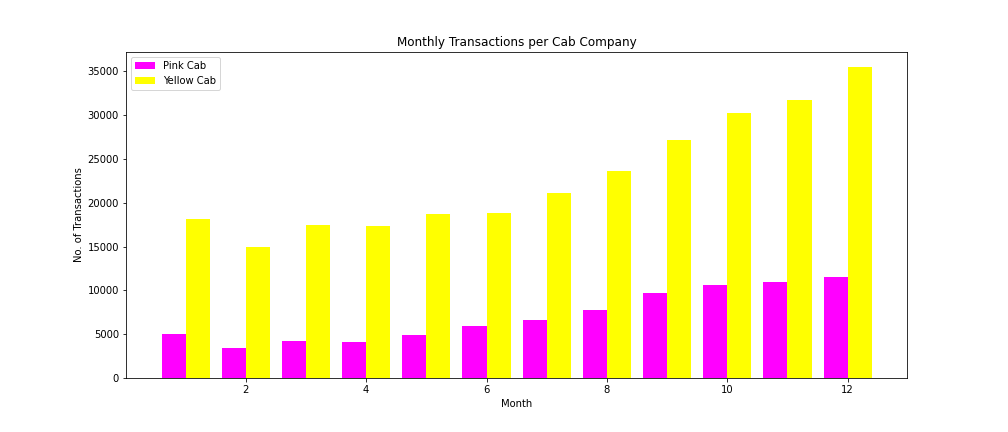 Monthly Transactions per Cab Company
Pink Cab
Yellow Cab
No. of Transactions
35000
30000
25000
20000
15000
10000
5000
0
2 4 6 8 10 12
Month